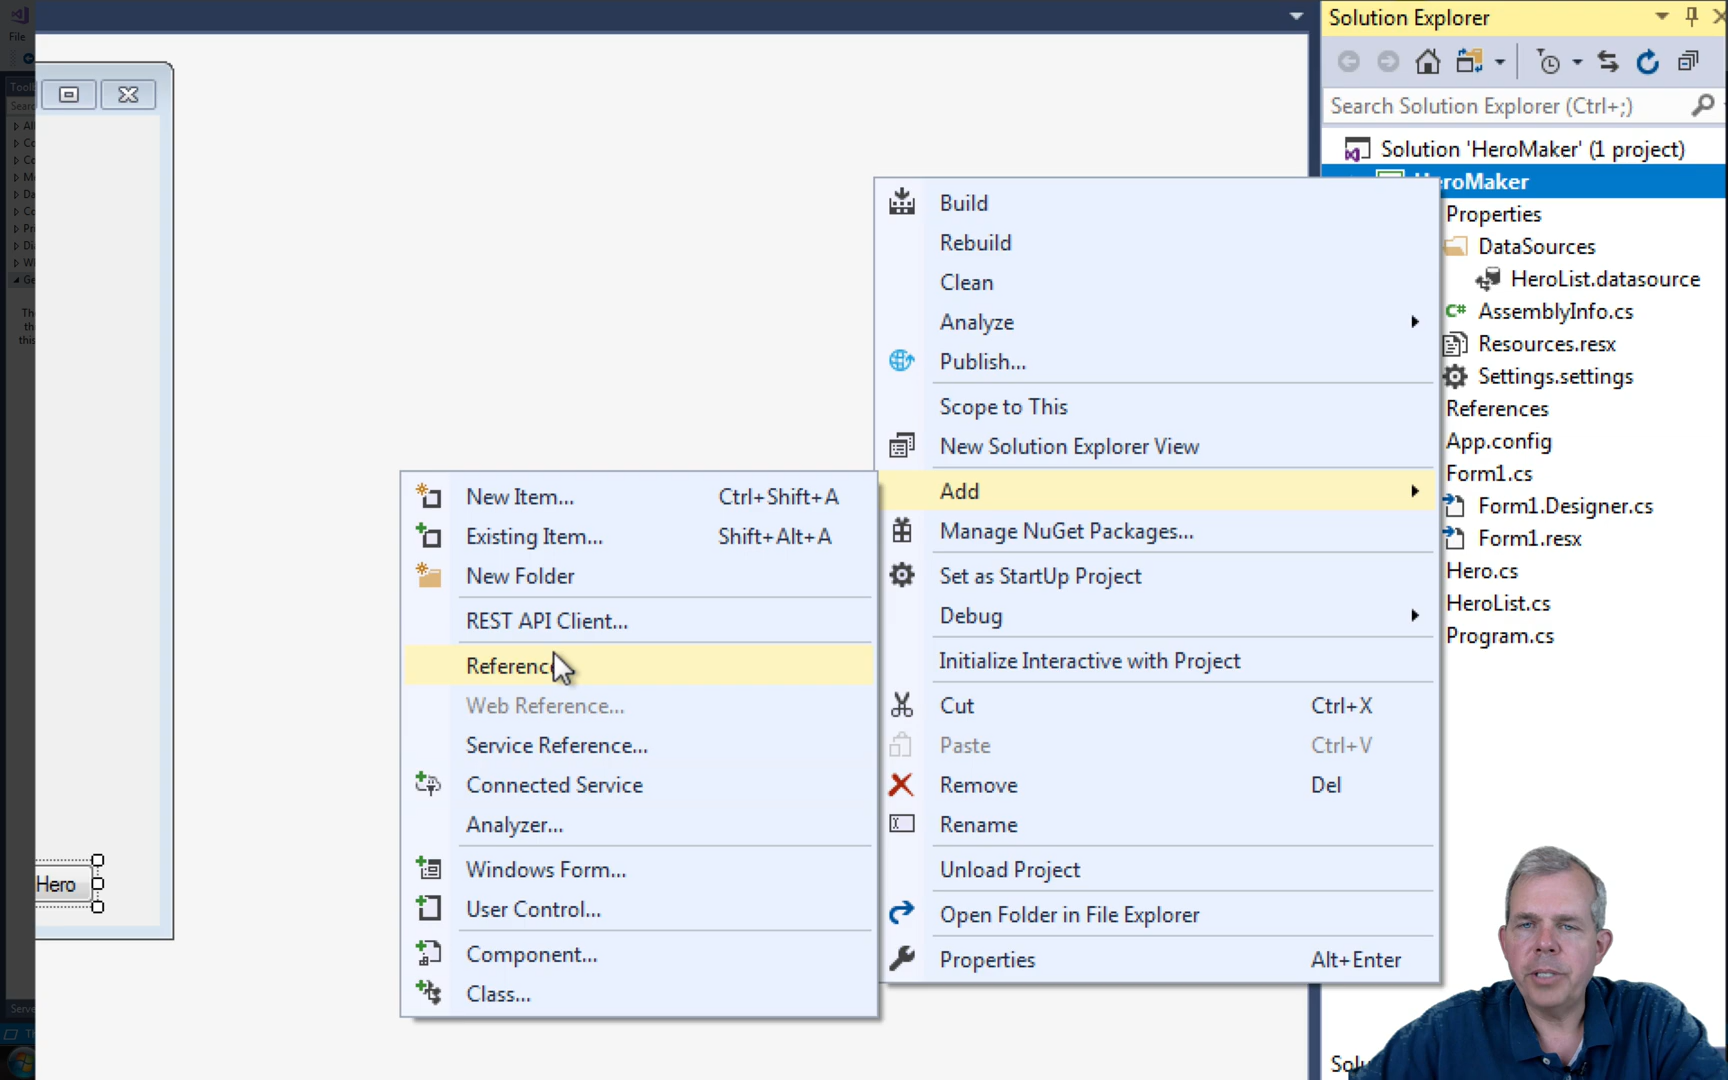 File
Solution Explorer
Search Solution Explorer (Ctrl+;)
Solution 'HeroMaker' (1 project)
roMaker
Properties
DataSources
HeroList.datasource
AssemblyInfo.cs
Resources.resx
Settings.settings
References
App.config
Form1.cs
Form1.Designer.cs
Form1.resx
Hero.cs
HeroList.cs
Program.cs
Build
Rebuild
Clean
Analyze
Publish...
Scope to This
New Solution Explorer View
Add
Manage NuGet Packages...
Set as StartUp Project
Debug
Initialize Interactive with Project
Cut Ctrl+X
Paste Ctrl+V
Remove Del
Rename
Unload Project
Open Folder in File Explorer
Properties Alt+Enter
New Item... Ctrl+Shift+A
Existing Item... Shift+Alt+A
New Folder
REST API Client...
Referenc
Web Reference...
Service Reference...
Connected Service
Analyzer...
Windows Form...
User Control...
Component...
Class...
Hero
Solu